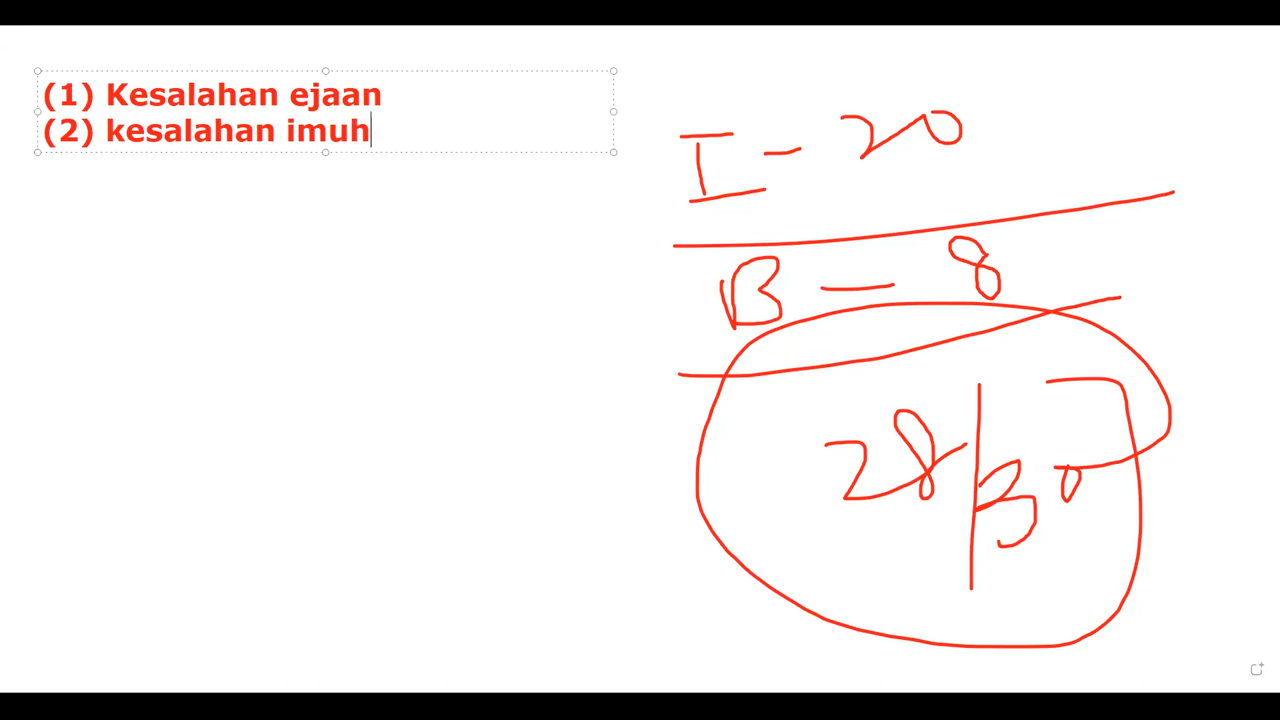 (1) Kesalahan ejaan
(2) kesalahan imuh
I - 20
B - 8
28/30